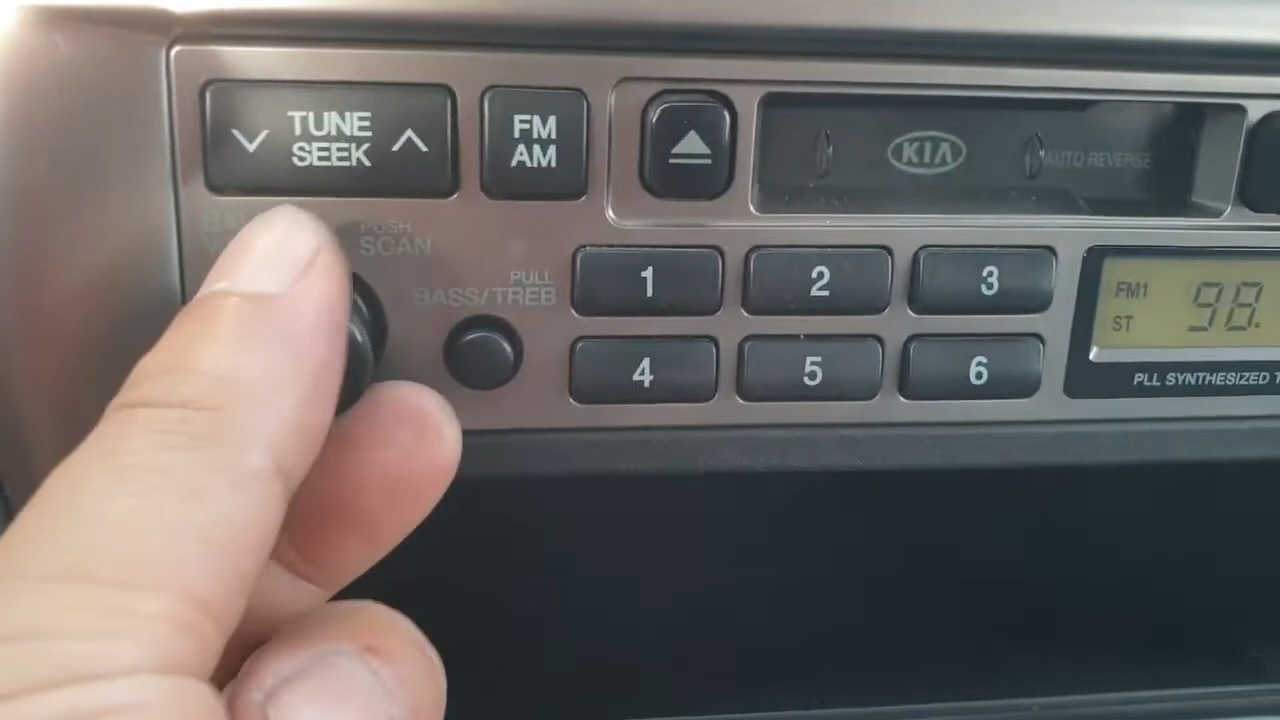 TUNE
SEEK
FM
AM
KIA
AUTO REVERSE
PUSH
SCAN
PULL
BASS/TREB
1
2
3
4
5
6
FM1
ST
98.
PLL SYNTHESIZED